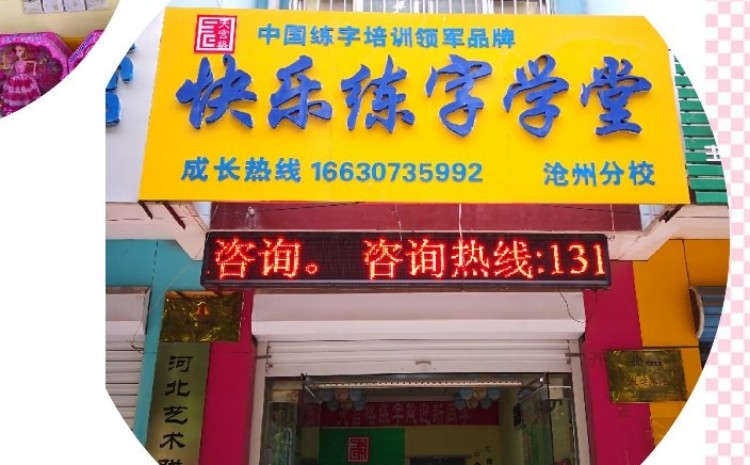 中国练字培训领军品牌
快乐练字学堂
成长热线 16630735992 沧州分校
咨询。 咨询热线:131
河北艺术